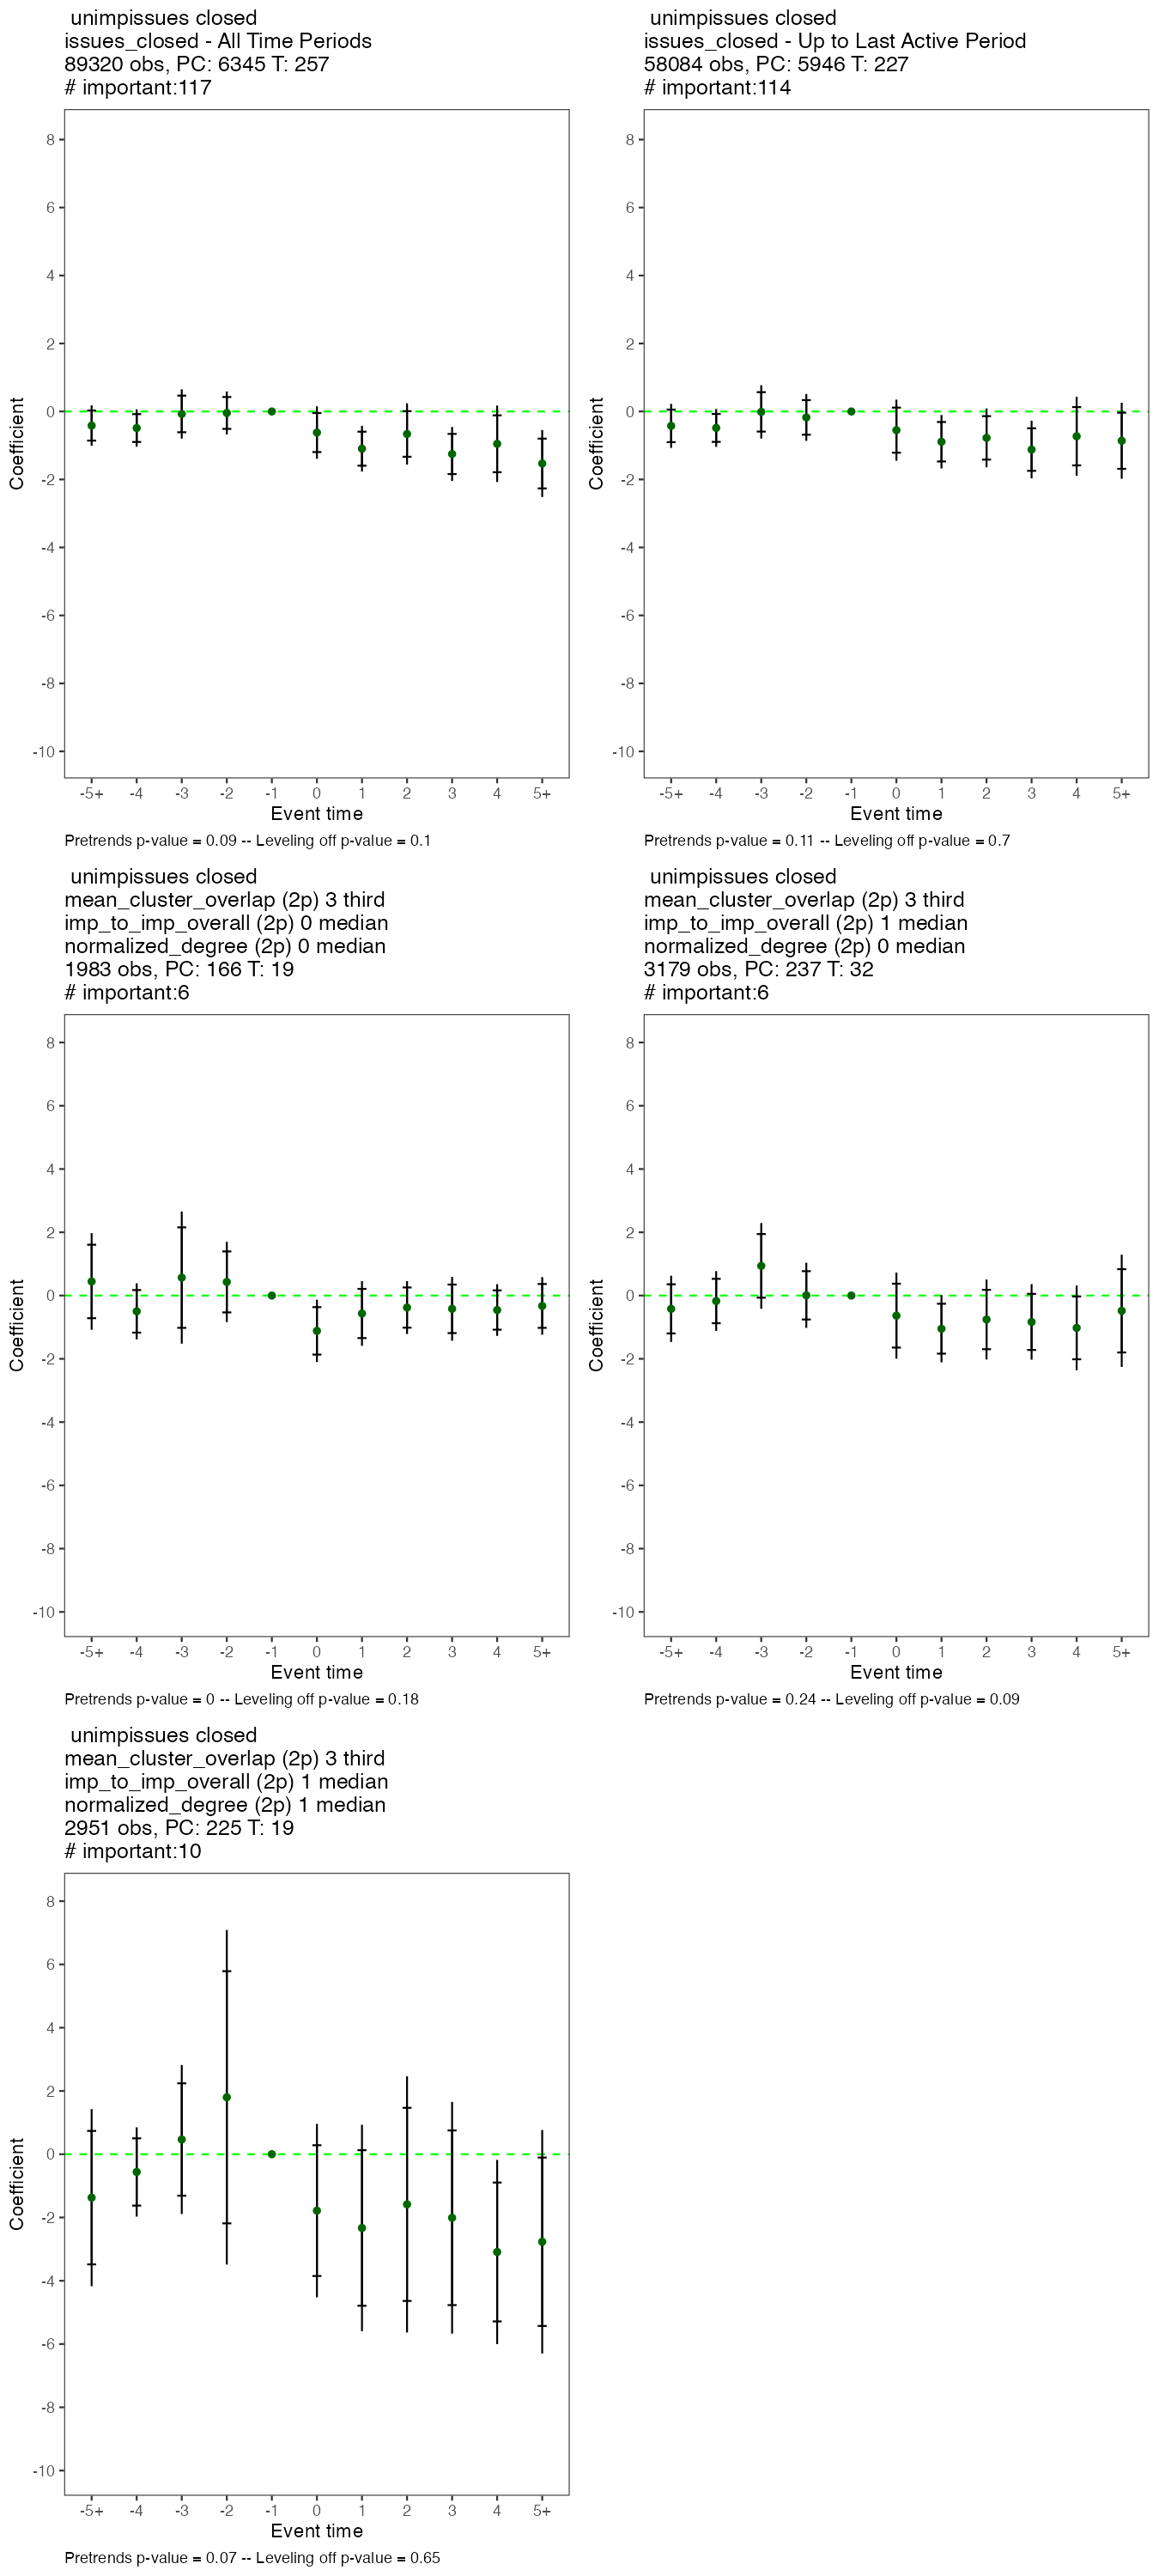 unimpissues closed
issues_closed - All Time Periods
89320 obs, PC: 6345 T: 257
# important:117
Coefficient
8
6
4
2
0
-2
-4
-6
-8
-10
-5+ -4 -3 -2 -1 0 1 2 3 4 5+
Event time
Pretrends p-value = 0.09 -- Leveling off p-value = 0.1
unimpissues closed
issues_closed - Up to Last Active Period
58084 obs, PC: 5946 T: 227
# important:114
Coefficient
8
6
4
2
0
-2
-4
-6
-8
-10
-5+ -4 -3 -2 -1 0 1 2 3 4 5+
Event time
Pretrends p-value = 0.11 -- Leveling off p-value = 0.7
unimpissues closed
mean_cluster_overlap (2p) 3 third
imp_to_imp_overall (2p) 0 median
normalized_degree (2p) 0 median
1983 obs, PC: 166 T: 19
# important:6
Coefficient
8
6
4
2
0
-2
-4
-6
-8
-10
-5+ -4 -3 -2 -1 0 1 2 3 4 5+
Event time
Pretrends p-value = 0 -- Leveling off p-value = 0.18
unimpissues closed
mean_cluster_overlap (2p) 3 third
imp_to_imp_overall (2p) 1 median
normalized_degree (2p) 0 median
3179 obs, PC: 237 T: 32
# important:6
Coefficient
8
6
4
2
0
-2
-4
-6
-8
-10
-5+ -4 -3 -2 -1 0 1 2 3 4 5+
Event time
Pretrends p-value = 0.24 -- Leveling off p-value = 0.09
unimpissues closed
mean_cluster_overlap (2p) 3 third
imp_to_imp_overall (2p) 1 median
normalized_degree (2p) 1 median
2951 obs, PC: 225 T: 19
# important:10
Coefficient
8
6
4
2
0
-2
-4
-6
-8
-10
-5+ -4 -3 -2 -1 0 1 2 3 4 5+
Event time
Pretrends p-value = 0.07 -- Leveling off p-value = 0.65